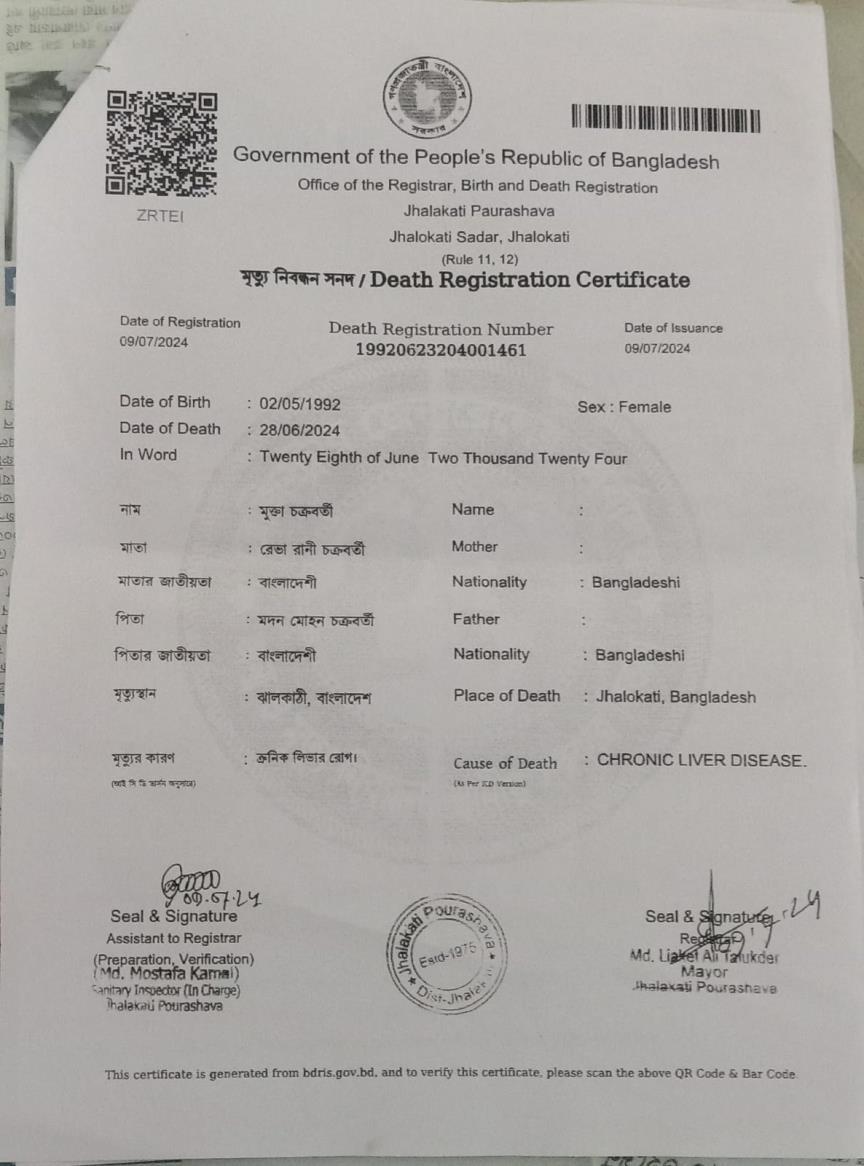 গণপ্রজাতন্ত্রী বাংলাদেশ
সরকার
ZRTEI
Government of the People's Republic of Bangladesh
Office of the Registrar, Birth and Death Registration
Jhalakati Paurashava
Jhalokati Sadar, Jhalokati
(Rule 11, 12)
মৃত্যু নিবন্ধন সনদ / Death Registration Certificate
Date of Registration Death Registration Number Date of Issuance
09/07/2024 19920623204001461 09/07/2024
Date of Birth : 02/05/1992 Sex : Female
Date of Death : 28/06/2024
In Word : Twenty Eighth of June Two Thousand Twenty Four
নাম : মুক্তা চক্রবর্তী Name :
মাতা : রেভা রানী চক্রবর্তী Mother :
মাতার জাতীয়তা : বাংলাদেশী Nationality : Bangladeshi
পিতা : মদন মোহন চক্রবর্তী Father :
পিতার জাতীয়তা : বাংলাদেশী Nationality : Bangladeshi
মৃত্যুস্থান : ঝালকাঠী, বাংলাদেশ Place of Death : Jhalokati, Bangladesh
মৃত্যুর কারণ : ক্রনিক লিভার রোগ। Cause of Death : CHRONIC LIVER DISEASE.
(As Per ICD Version)
09.07.24
Seal & Signature
Assistant to Registrar
(Preparation, Verification)
(Md. Mostafa Kamal)
Sanitary Inspector (In Charge)
Jhalakati Pourashava
Jhalakati Pourashava
Estd-1975
Seal & Signature
Registrar
Md. Liaket Ali Talukder
Mayor
Jhalakati Pourashava
This certificate is generated from bdris.gov.bd, and to verify this certificate, please scan the above QR Code & Bar Code.